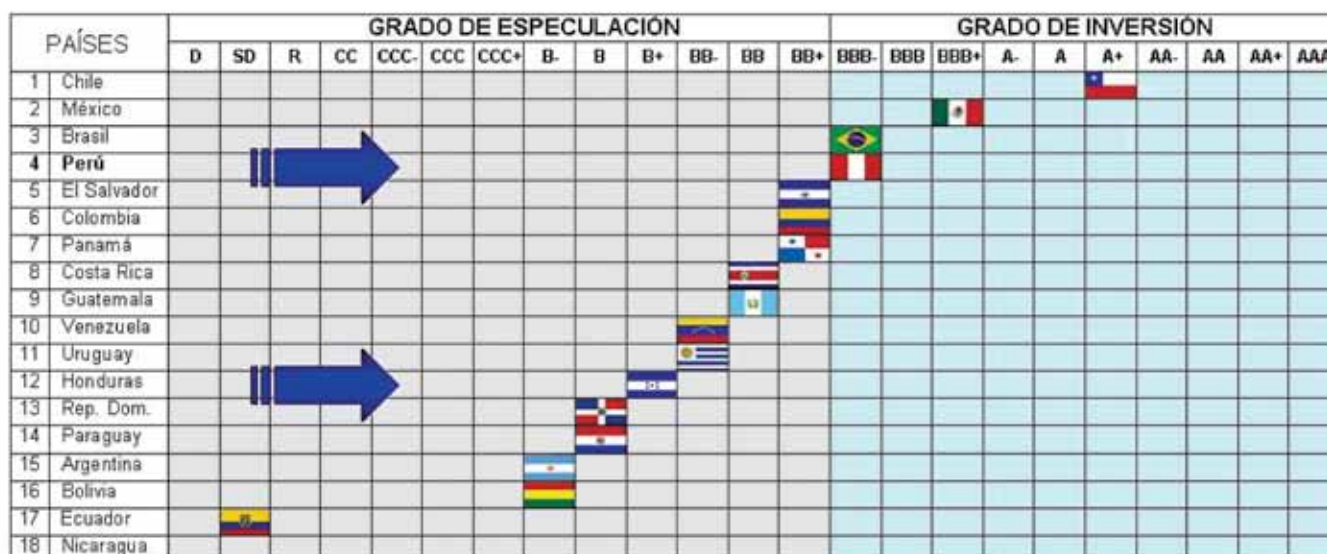 PAÍSES GRADO DE ESPECULACIÓN GRADO DE INVERSIÓN
D SD R CC CCC- CCC CCC+ B- B B+ BB- BB BB+ BBB- BBB BBB+ A- A A+ AA- AA AA+ AAA
1 Chile
2 México
3 Brasil
4 Perú
5 El Salvador
6 Colombia
7 Panamá
8 Costa Rica
9 Guatemala
10 Venezuela
11 Uruguay
12 Honduras
13 Rep. Dom.
14 Paraguay
15 Argentina
16 Bolivia
17 Ecuador
18 Nicaragua